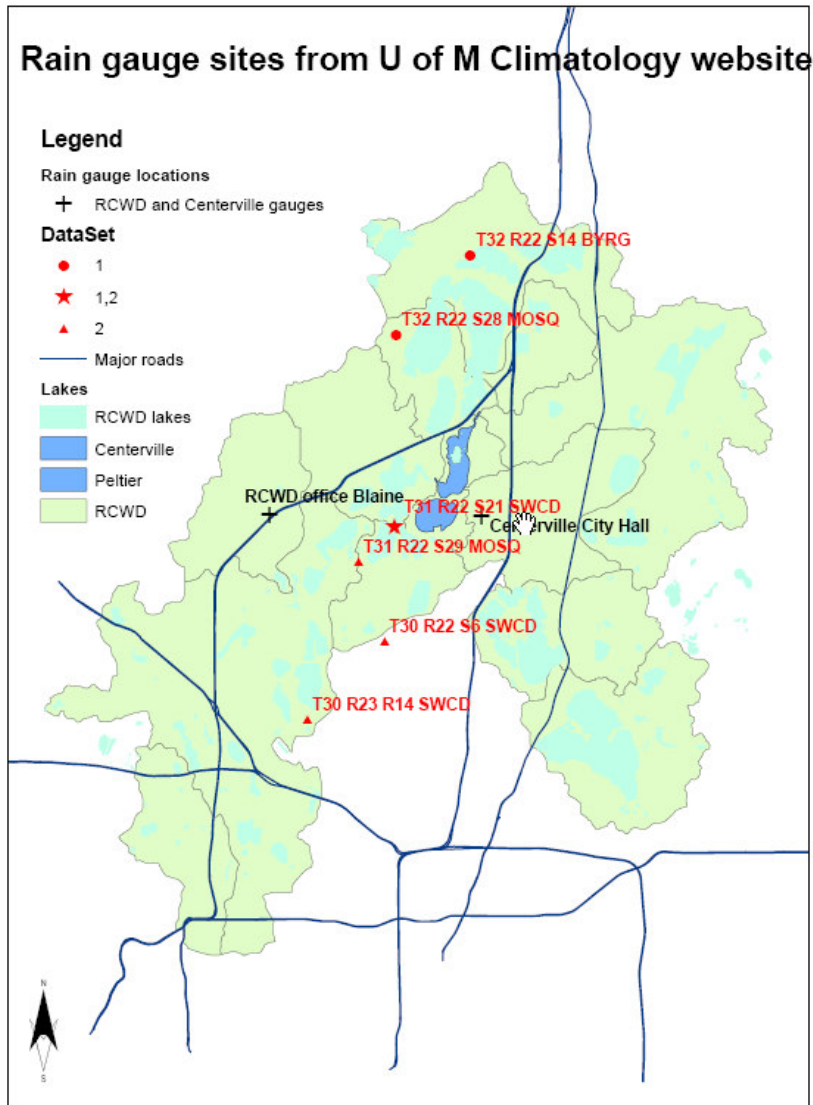 Rain gauge sites from U of M Climatology website
Legend
Rain gauge locations
RCWD and Centerville gauges
DataSet
1
1,2
2
Major roads
Lakes
RCWD lakes
Centerville
Peltier
RCWD
T32 R22 S14 BYRG
T32 R22 S28 MOSQ
RCWD office Blaine
T31 R22 S21 SWCD
Centerville City Hall
T31 R22 S29 MOSQ
T30 R22 S6 SWCD
T30 R23 R14 SWCD
N
S